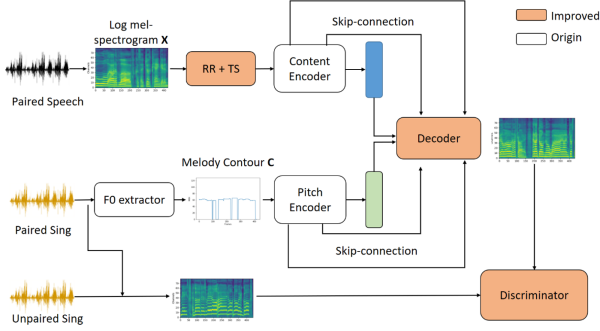 Log mel-
spectrogram X
Skip-connection
Improved
Origin
Paired Speech
RR + TS
Content
Encoder
Decoder
Melody Contour C
Paired Sing
F0 extractor
Pitch
Encoder
Skip-connection
Unpaired Sing
Discriminator